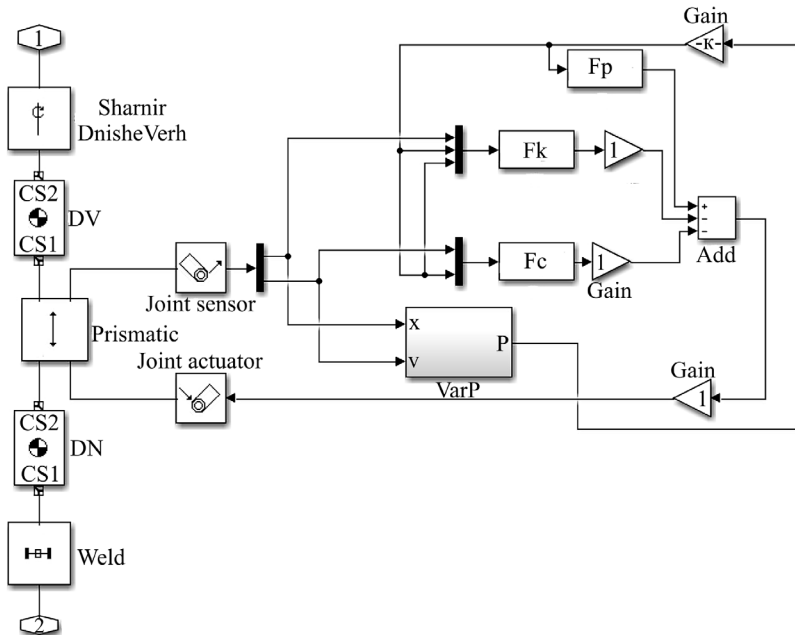 1
Sharnir
DnisheVerh
CS2
DV
CS1
Prismatic
Joint sensor
Joint actuator
CS2
DN
CS1
Weld
2
Gain
-K-
Fp
Fk
1
Fc
1
Gain
+
−
−
Add
x
v
P
VarP
Gain
1